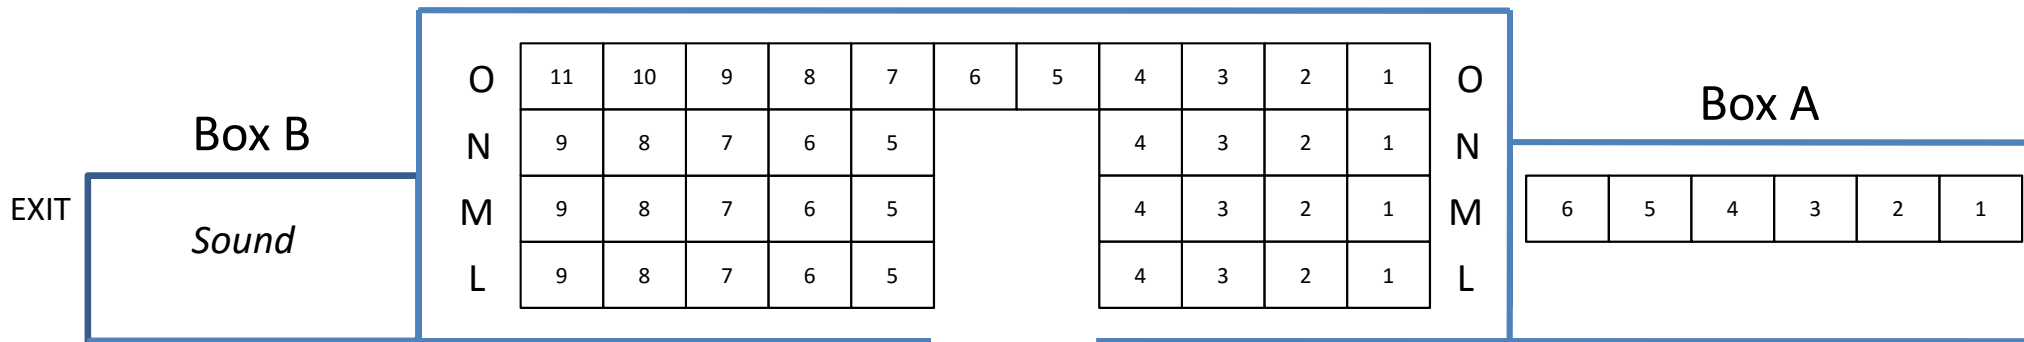 O 11 10 9 8 7 6 5 4 3 2 1 O
Box A
Box B
N 9 8 7 6 5 4 3 2 1 N
EXIT
M 9 8 7 6 5 4 3 2 1 M
6 5 4 3 2 1
Sound
L 9 8 7 6 5 4 3 2 1 L